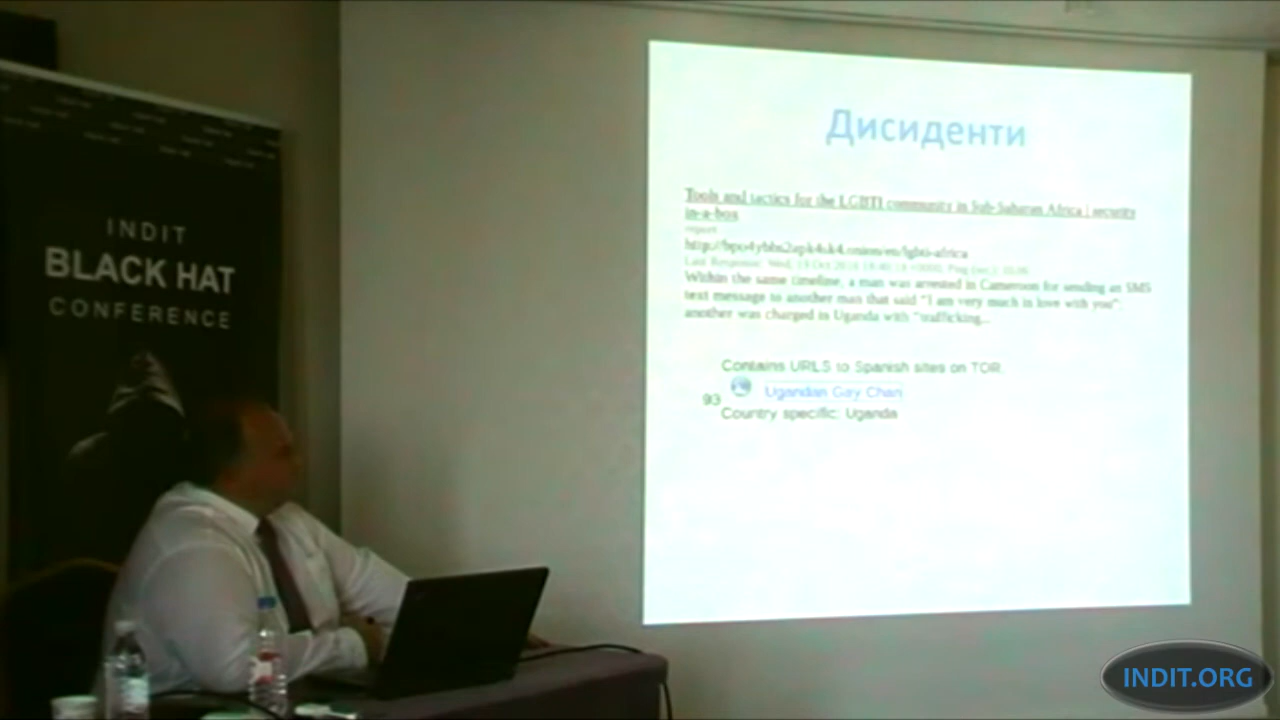 INDIT
BLACK HAT
CONFERENCE
Дисиденти
Tools and tactics for the LGBTI community in Sub-Saharan Africa | security
in-a-box
report
Within the same timeline, a man was arrested in Cameroon for sending an SMS
text message to another man that said "I am very much in love with you";
another was charged in Uganda with "trafficking...
Contains URLS to Spanish sites on TOR.
93
Ugandan Gay Chan
Country specific: Uganda
INDIT.ORG